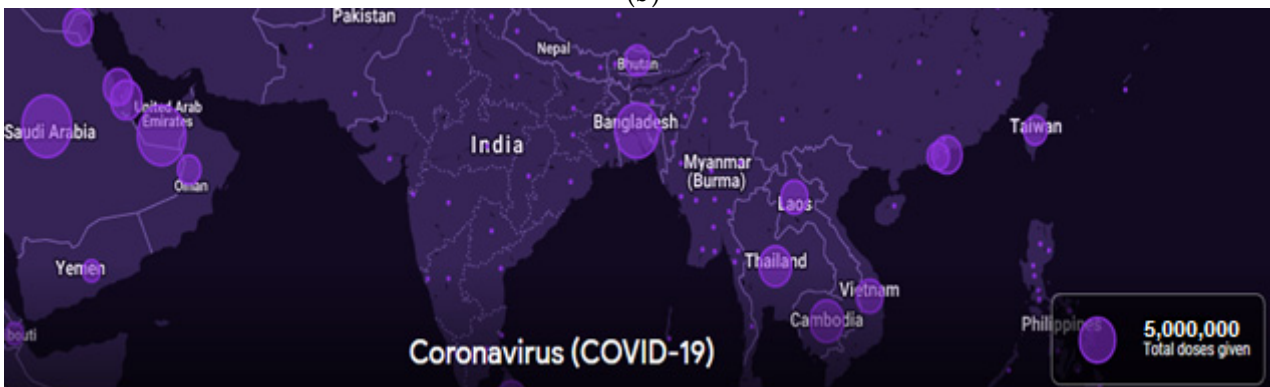 (b)
Pakistan
Nepal
Bhutan
United Arab
Emirates
Saudi Arabia
Bangladesh
India
Taiwan
Myanmar
(Burma)
Oman
Laos
Yemen
Thailand
Vietnam
Cambodia
Philippines
bouti
5,000,000
Total doses given
Coronavirus (COVID-19)